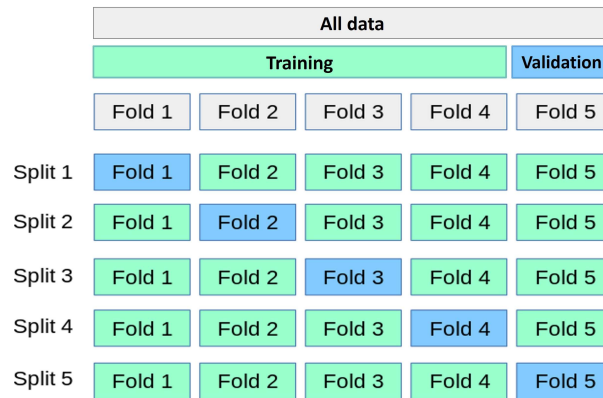 All data
Training Validation
Fold 1 Fold 2 Fold 3 Fold 4 Fold 5
Split 1 Fold 1 Fold 2 Fold 3 Fold 4 Fold 5
Split 2 Fold 1 Fold 2 Fold 3 Fold 4 Fold 5
Split 3 Fold 1 Fold 2 Fold 3 Fold 4 Fold 5
Split 4 Fold 1 Fold 2 Fold 3 Fold 4 Fold 5
Split 5 Fold 1 Fold 2 Fold 3 Fold 4 Fold 5